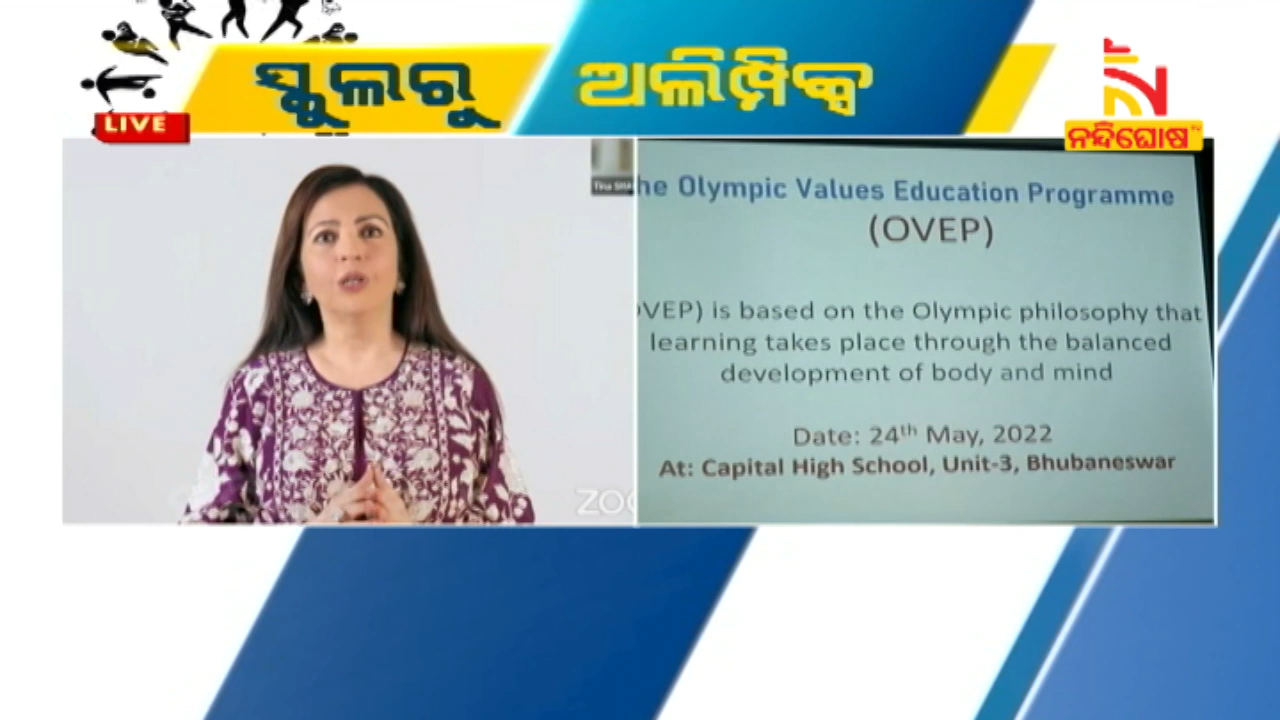 ସ୍କୁଲରୁ ଅଲିମ୍ପିକ୍ସ
LIVE
ନନ୍ଦିଘୋଷ
Tina
he Olympic Values Education Programme
(OVEP)
OVEP) is based on the Olympic philosophy that
learning takes place through the balanced
development of body and mind
Date: 24th May, 2022
At: Capital High School, Unit-3, Bhubaneswar
ZOO